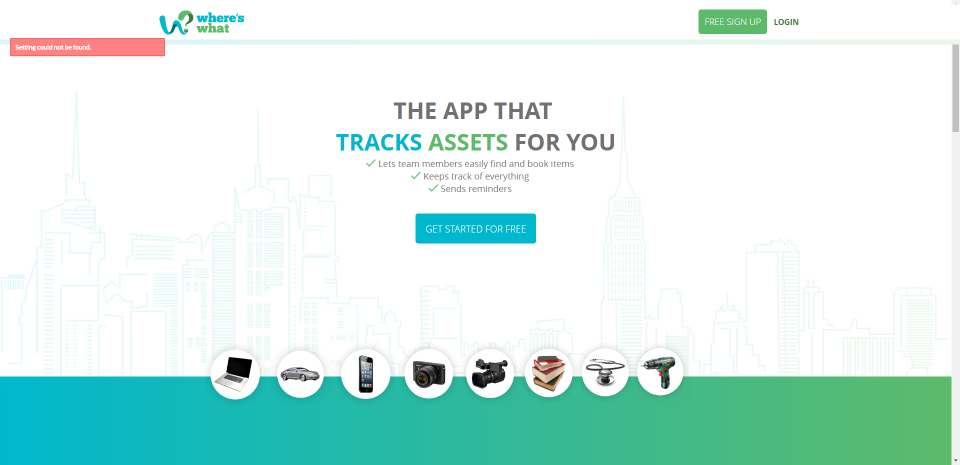 where's
what
FREE SIGN UP
LOGIN
Setting could not be found.
THE APP THAT
TRACKS ASSETS FOR YOU
Lets team members easily find and book items
Keeps track of everything
Sends reminders
GET STARTED FOR FREE